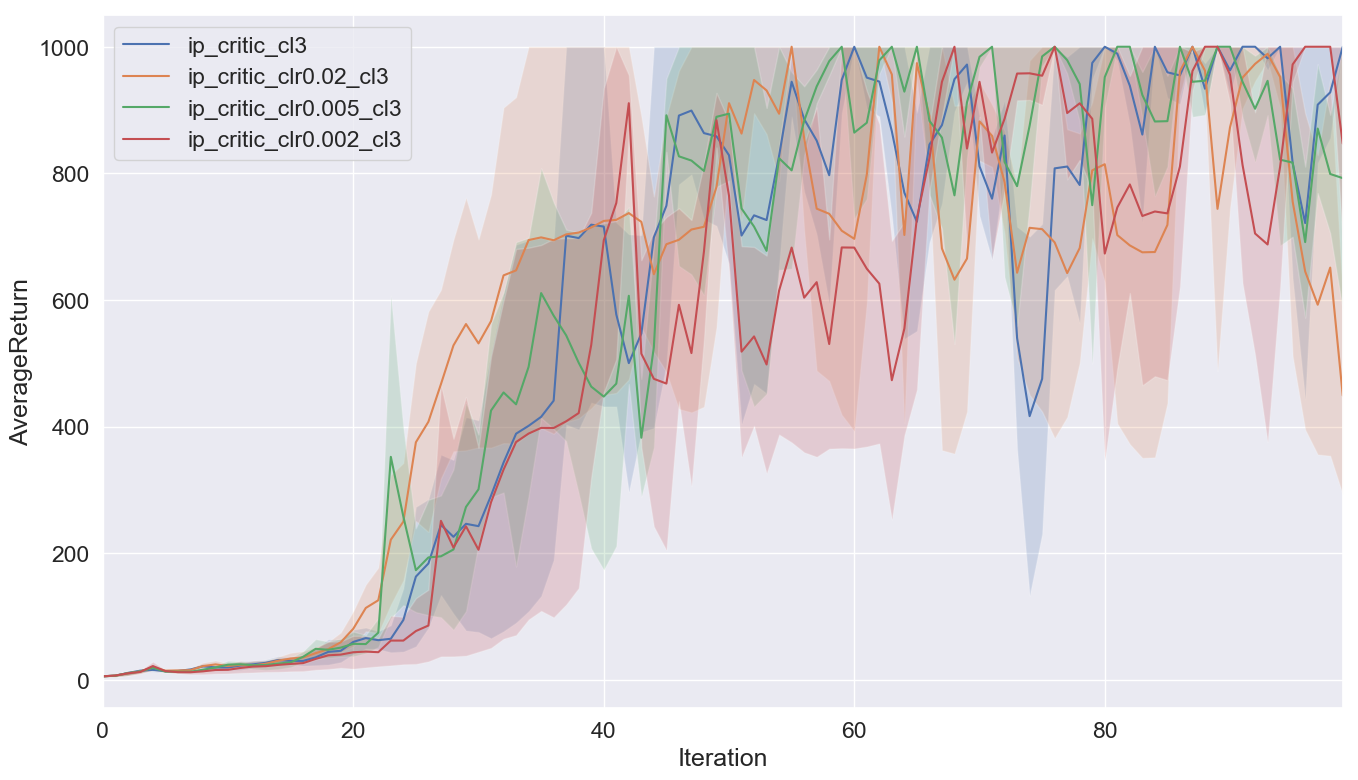 ip_critic_cl3
ip_critic_clr0.02_cl3
ip_critic_clr0.005_cl3
ip_critic_clr0.002_cl3
AverageReturn
1000
800
600
400
200
0
0 20 40 60 80
Iteration